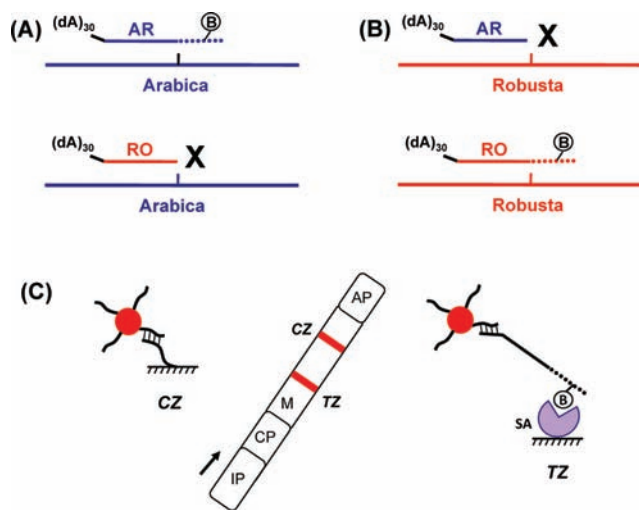 (A) (dA)30 AR B
Arabica
(dA)30 RO X
Arabica
(B) (dA)30 AR X
Robusta
(dA)30 RO B
Robusta
(C)
CZ
AP
CZ
TZ
M
CP
IP
B
SA
TZ